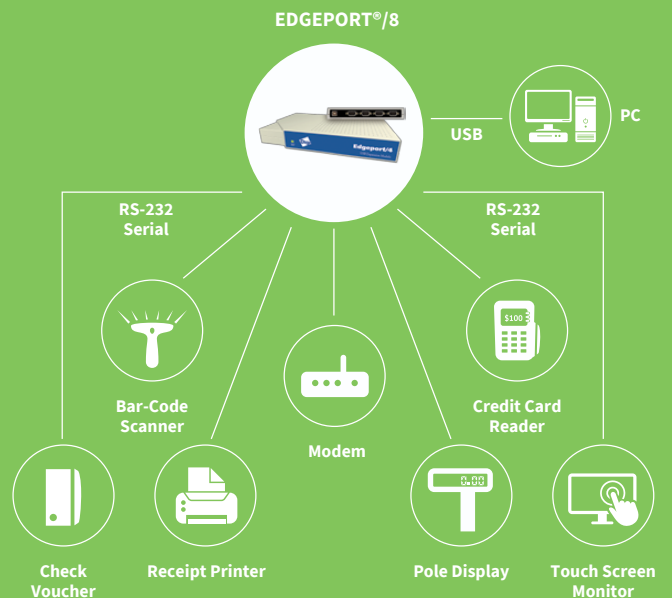 EDGEPORT®/8
Edgeport/4
USB
PC
RS-232
Serial
RS-232
Serial
$100
Bar-Code
Scanner
Credit Card
Reader
Modem
0.00
Check
Voucher
Receipt Printer
Pole Display
Touch Screen
Monitor